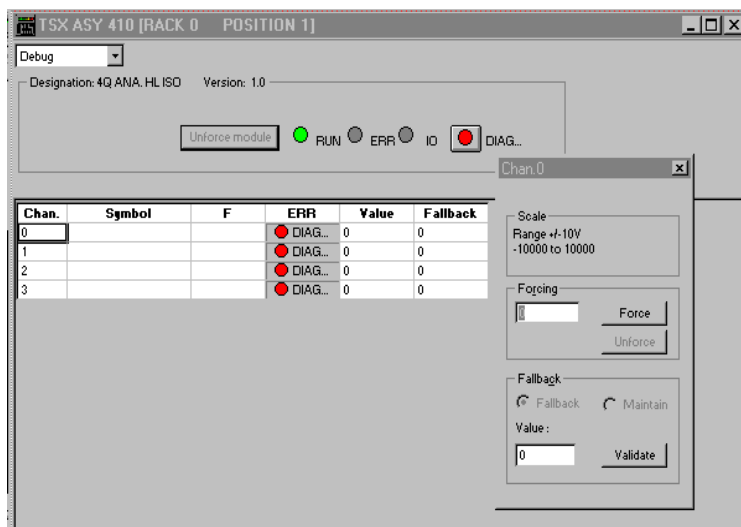 TSX ASY 410 [RACK 0 POSITION 1]
Debug
Designation: 4Q ANA. HL ISO Version: 1.0
Unforce module RUN ERR IO DIAG...
Chan.0
Chan. Symbol F ERR Value Fallback
0 DIAG... 0 0
1 DIAG... 0 0
2 DIAG... 0 0
3 DIAG... 0 0
Scale
Range +/-10V
-10000 to 10000
Forcing
0 Force
Unforce
Fallback
Fallback Maintain
Value :
0 Validate